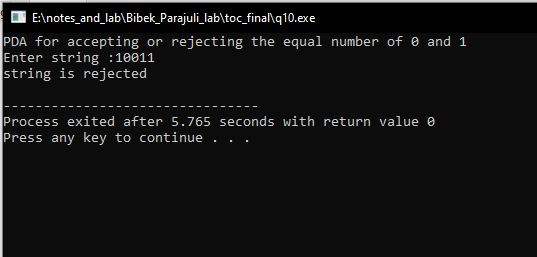 E:\notes_and_lab\Bibek_Parajuli_lab\toc_final\q10.exe
PDA for accepting or rejecting the equal number of 0 and 1
Enter string :10011
string is rejected
--------------------------------
Process exited after 5.765 seconds with return value 0
Press any key to continue . . .